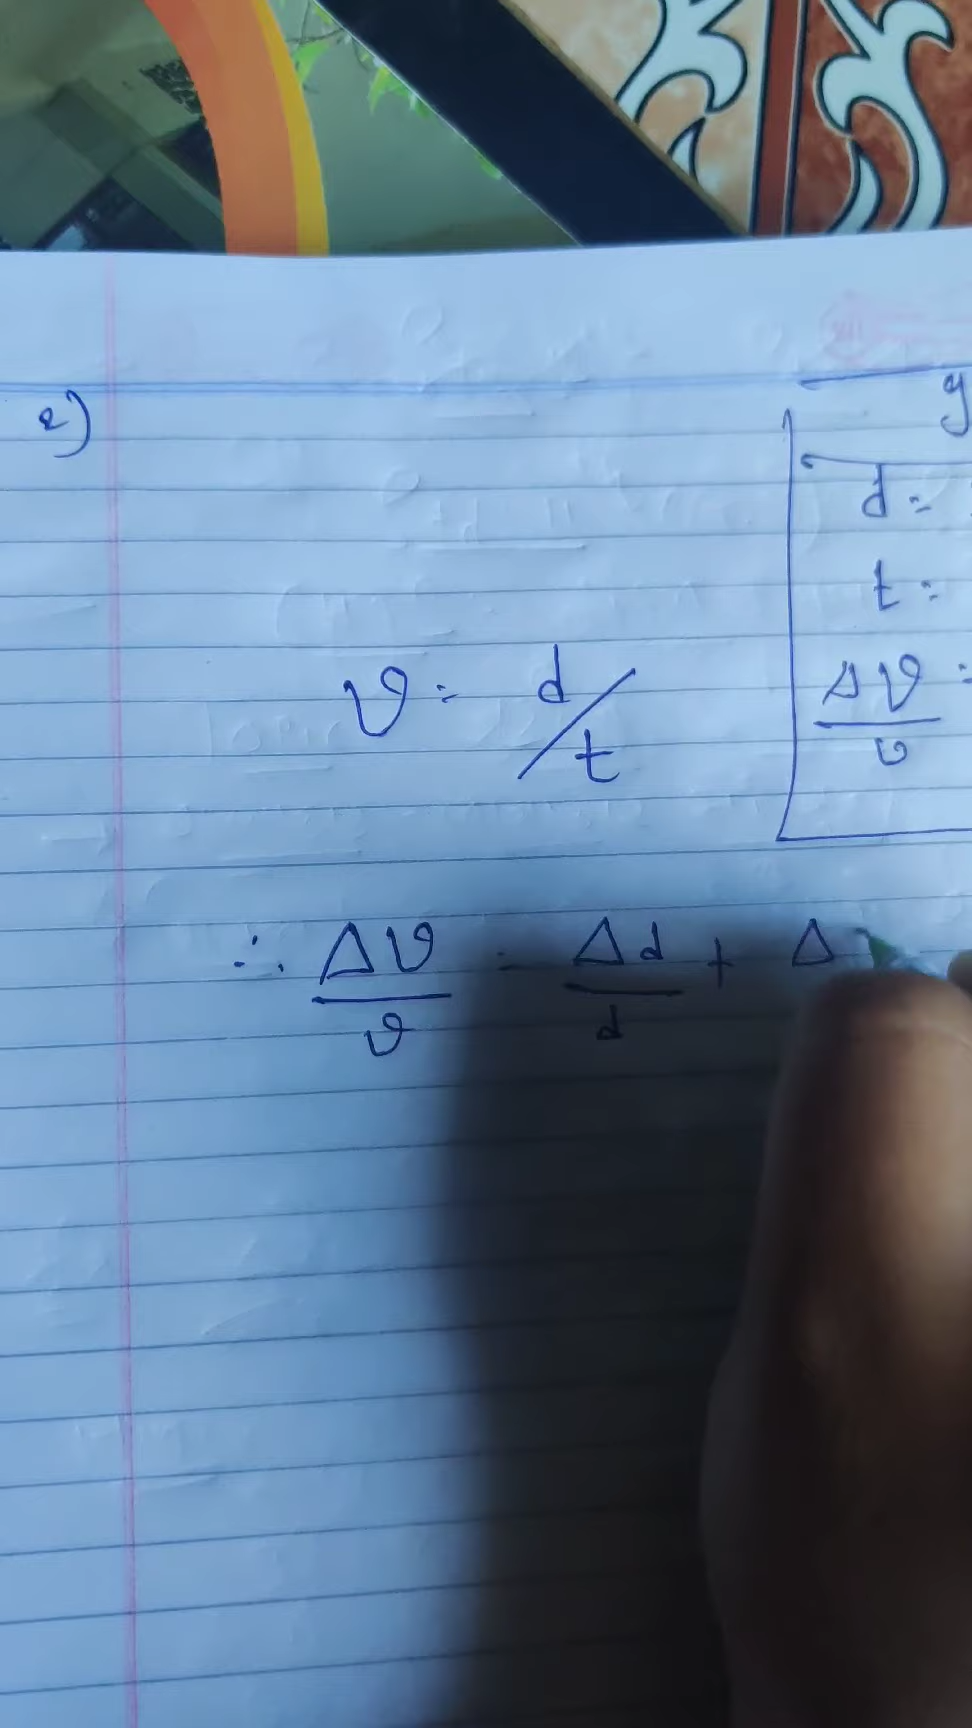 2)
d =
t =
Δv/v =
v = d/t
∴ Δv/v = Δd/d + Δ